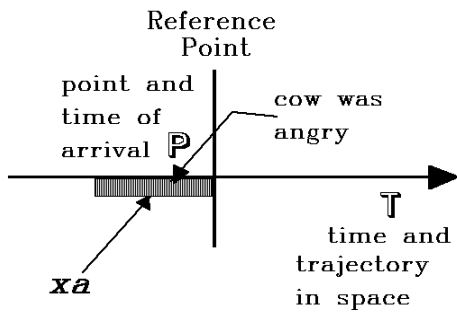 Reference
Point
point and
time of
arrival P
cow was
angry
T
time and
trajectory
in space
xa